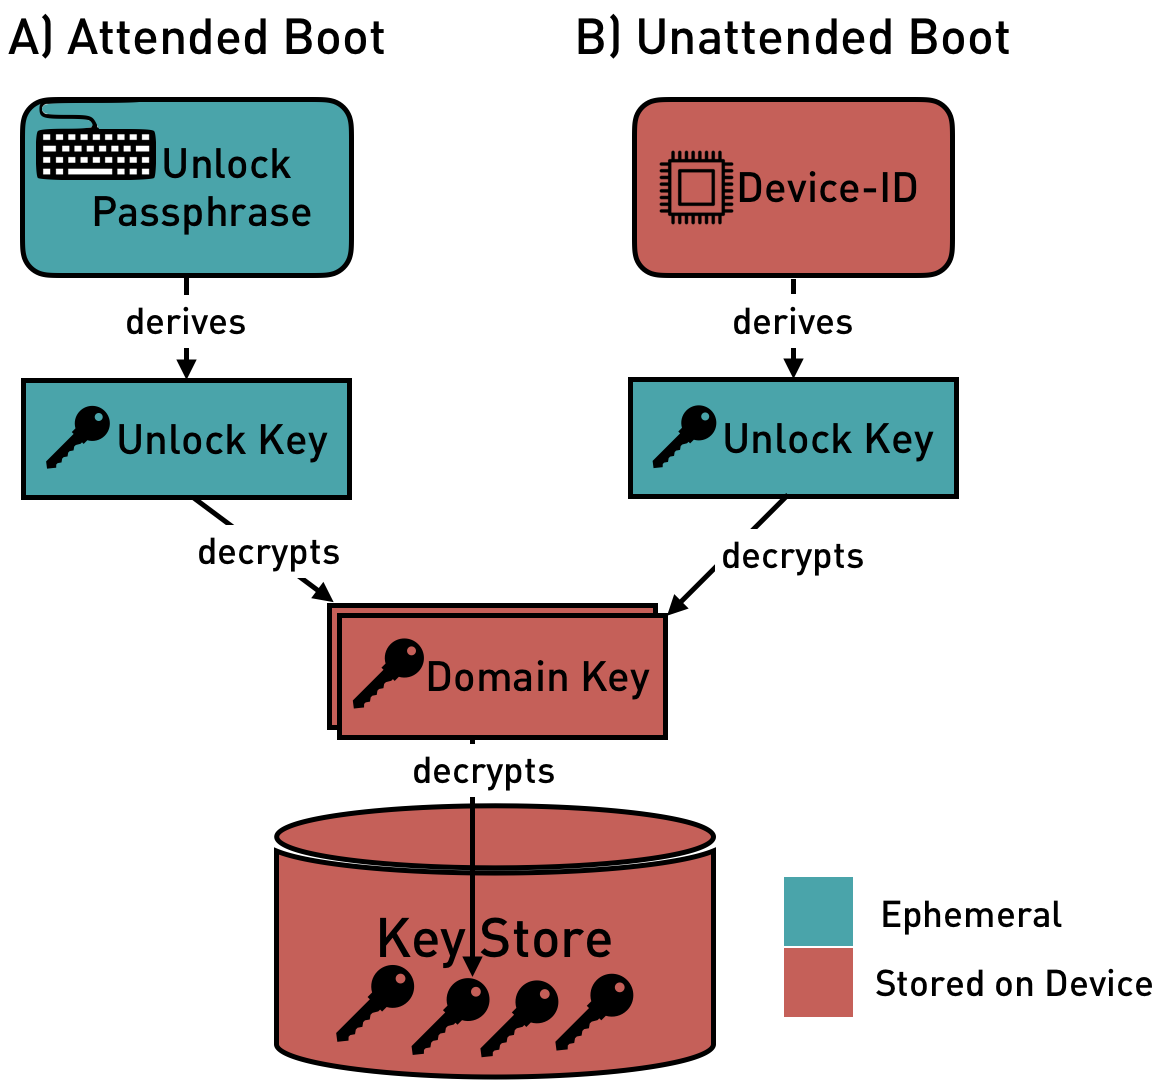 A) Attended Boot
B) Unattended Boot
Unlock
Passphrase
Device-ID
derives
derives
Unlock Key
Unlock Key
decrypts
decrypts
Domain Key
decrypts
Key Store
Ephemeral
Stored on Device